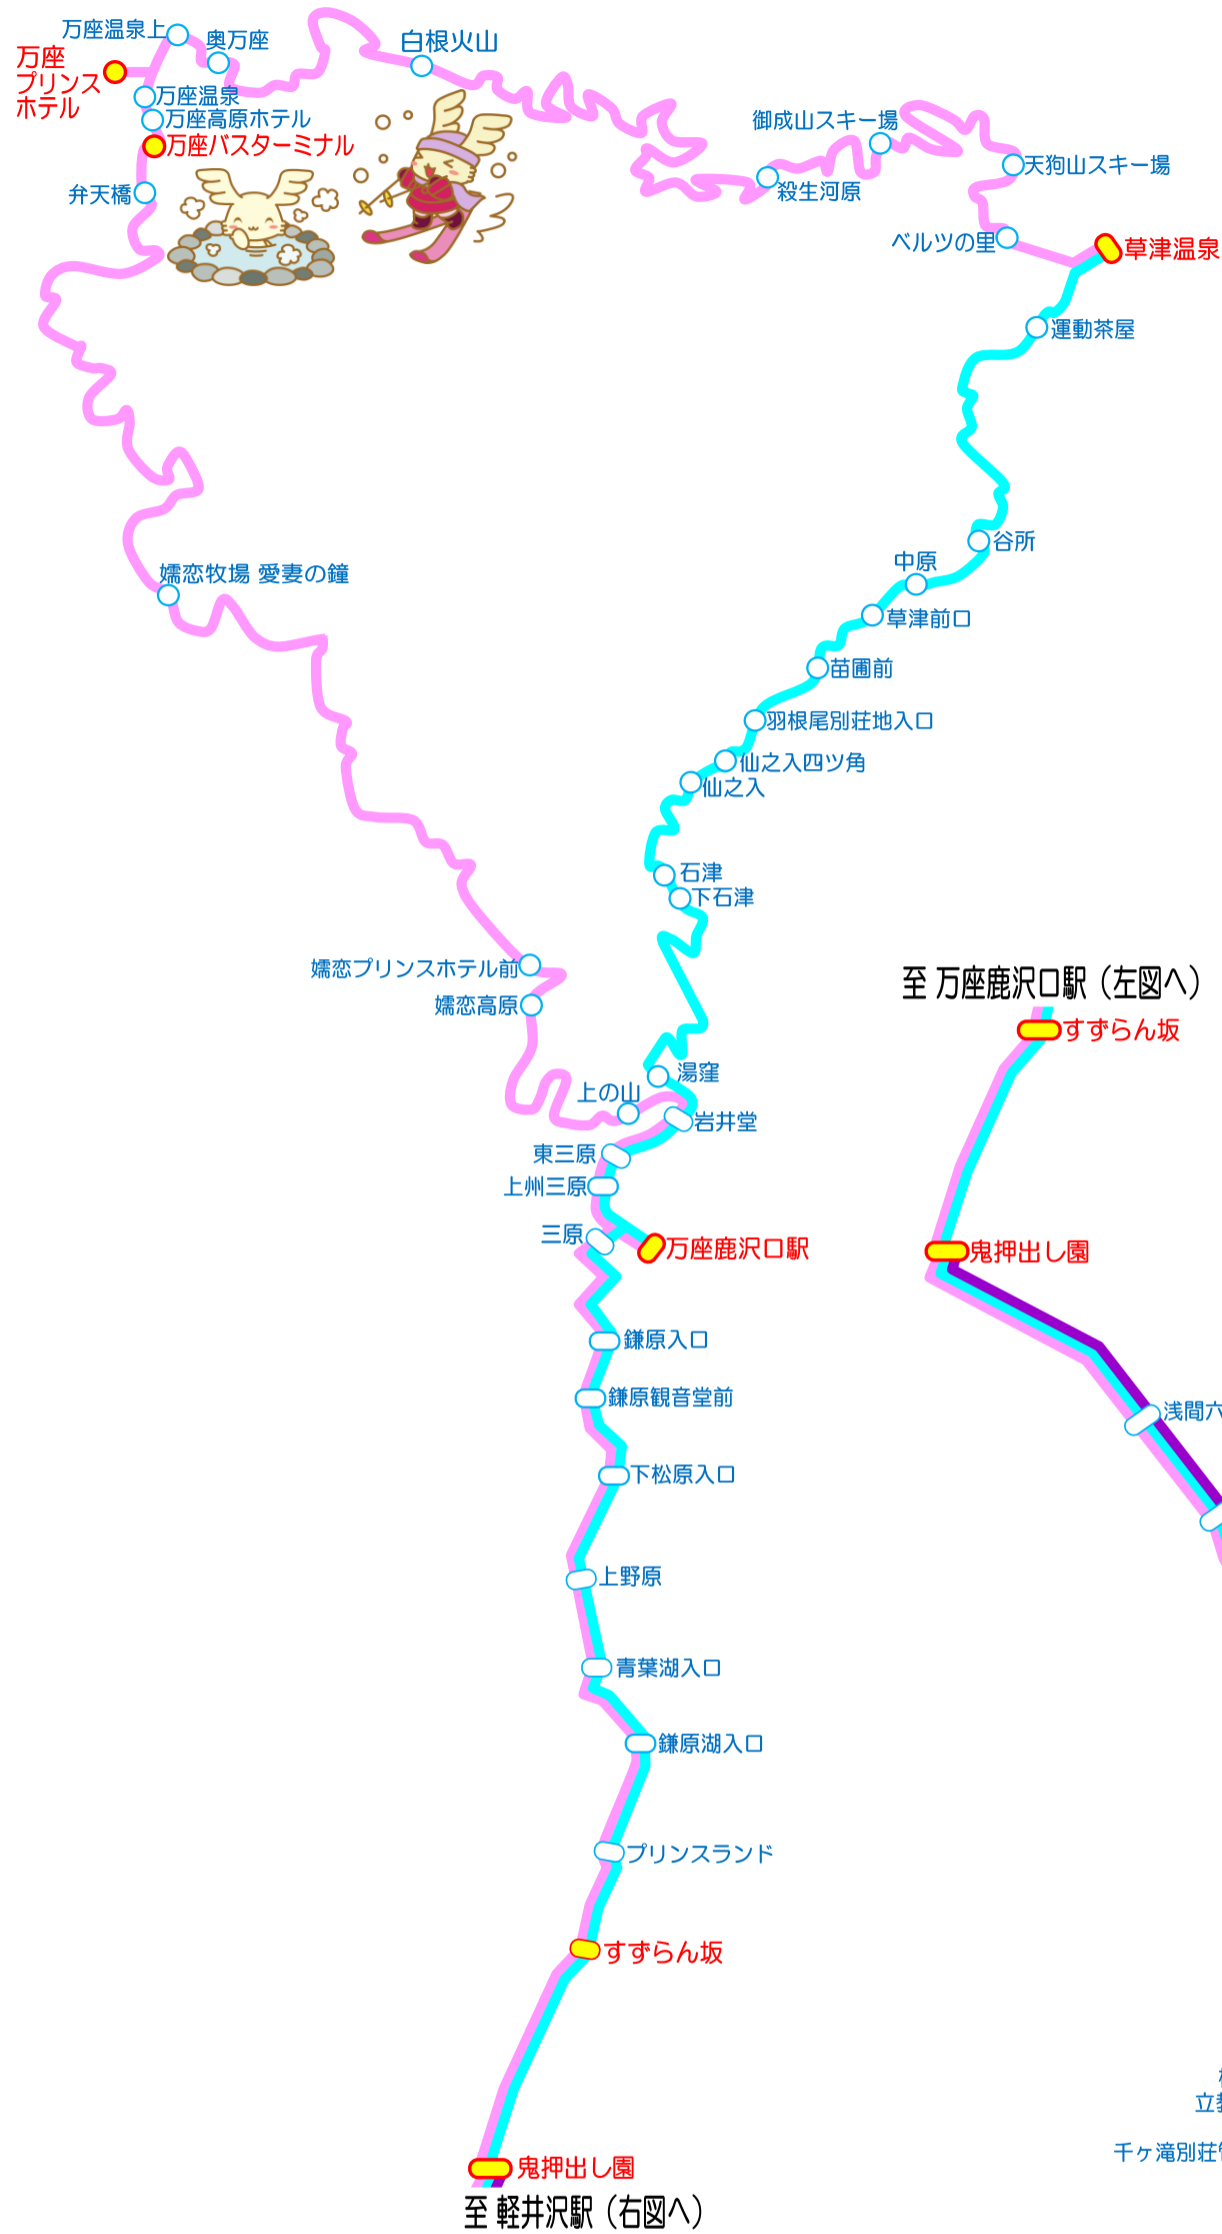 万座温泉上
奥万座
白根火山
万座
プリンス
ホテル
万座温泉
万座高原ホテル
万座バスターミナル
弁天橋
御成山スキー場
天狗山スキー場
殺生河原
ベルツの里
草津温泉
運動茶屋
谷所
中原
草津前口
嬬恋牧場 愛妻の鐘
苗圃前
羽根尾別荘地入口
仙之入四ツ角
仙之入
石津
下石津
嬬恋プリンスホテル前
嬬恋高原
湯窪
上の山
岩井堂
東三原
上州三原
三原
万座鹿沢口駅
鎌原入口
鎌原観音堂前
下松原入口
上野原
青葉湖入口
鎌原湖入口
プリンスランド
すずらん坂
鬼押出し園
至 軽井沢駅（右図へ）
至 万座鹿沢口駅（左図へ）
すずらん坂
鬼押出し園
浅間六
立教
千ヶ滝別荘管